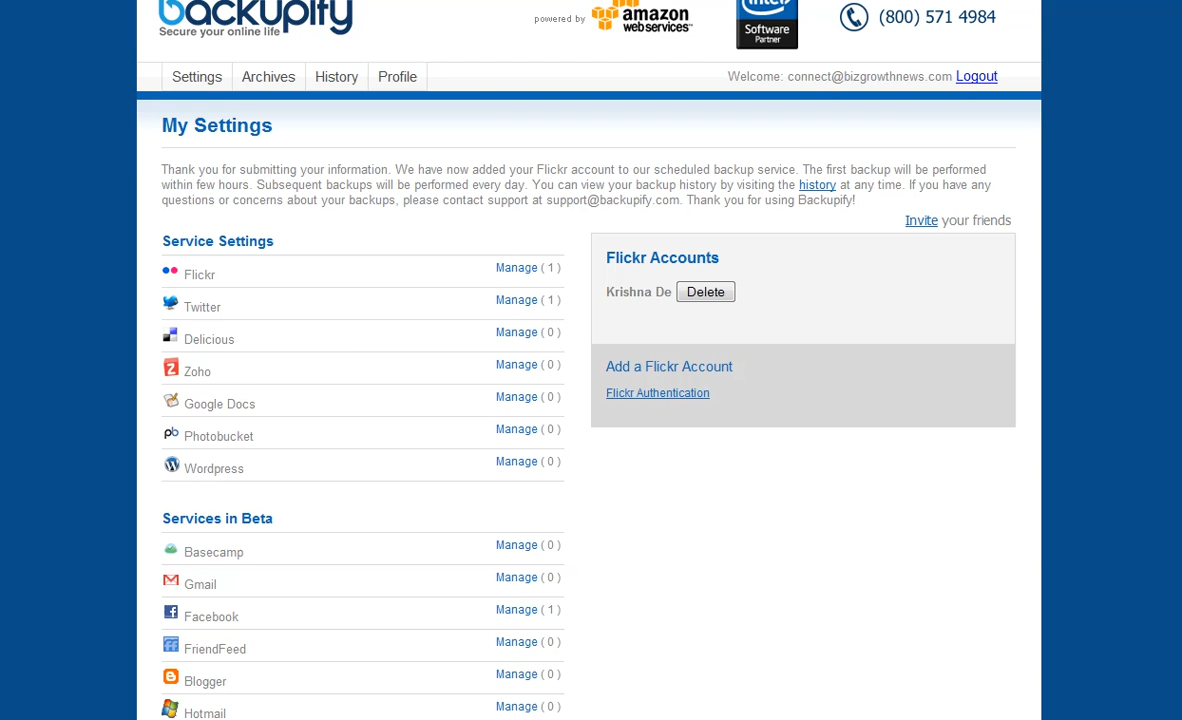 backupify
Secure your online life
powered by amazon
webservices™
intel
Software
Partner
(800) 571 4984
Settings Archives History Profile Welcome: connect@bizgrowthnews.com Logout
My Settings
Thank you for submitting your information. We have now added your Flickr account to our scheduled backup service. The first backup will be performed
within few hours. Subsequent backups will be performed every day. You can view your backup history by visiting the history at any time. If you have any
questions or concerns about your backups, please contact support at support@backupify.com. Thank you for using Backupify!
Invite your friends
Service Settings
Flickr Manage ( 1 )
Twitter Manage ( 1 )
Delicious Manage ( 0 )
Zoho Manage ( 0 )
Google Docs Manage ( 0 )
Photobucket Manage ( 0 )
Wordpress Manage ( 0 )
Services in Beta
Basecamp Manage ( 0 )
Gmail Manage ( 0 )
Facebook Manage ( 1 )
FriendFeed Manage ( 0 )
Blogger Manage ( 0 )
Hotmail Manage ( 0 )
Flickr Accounts
Krishna De Delete
Add a Flickr Account
Flickr Authentication